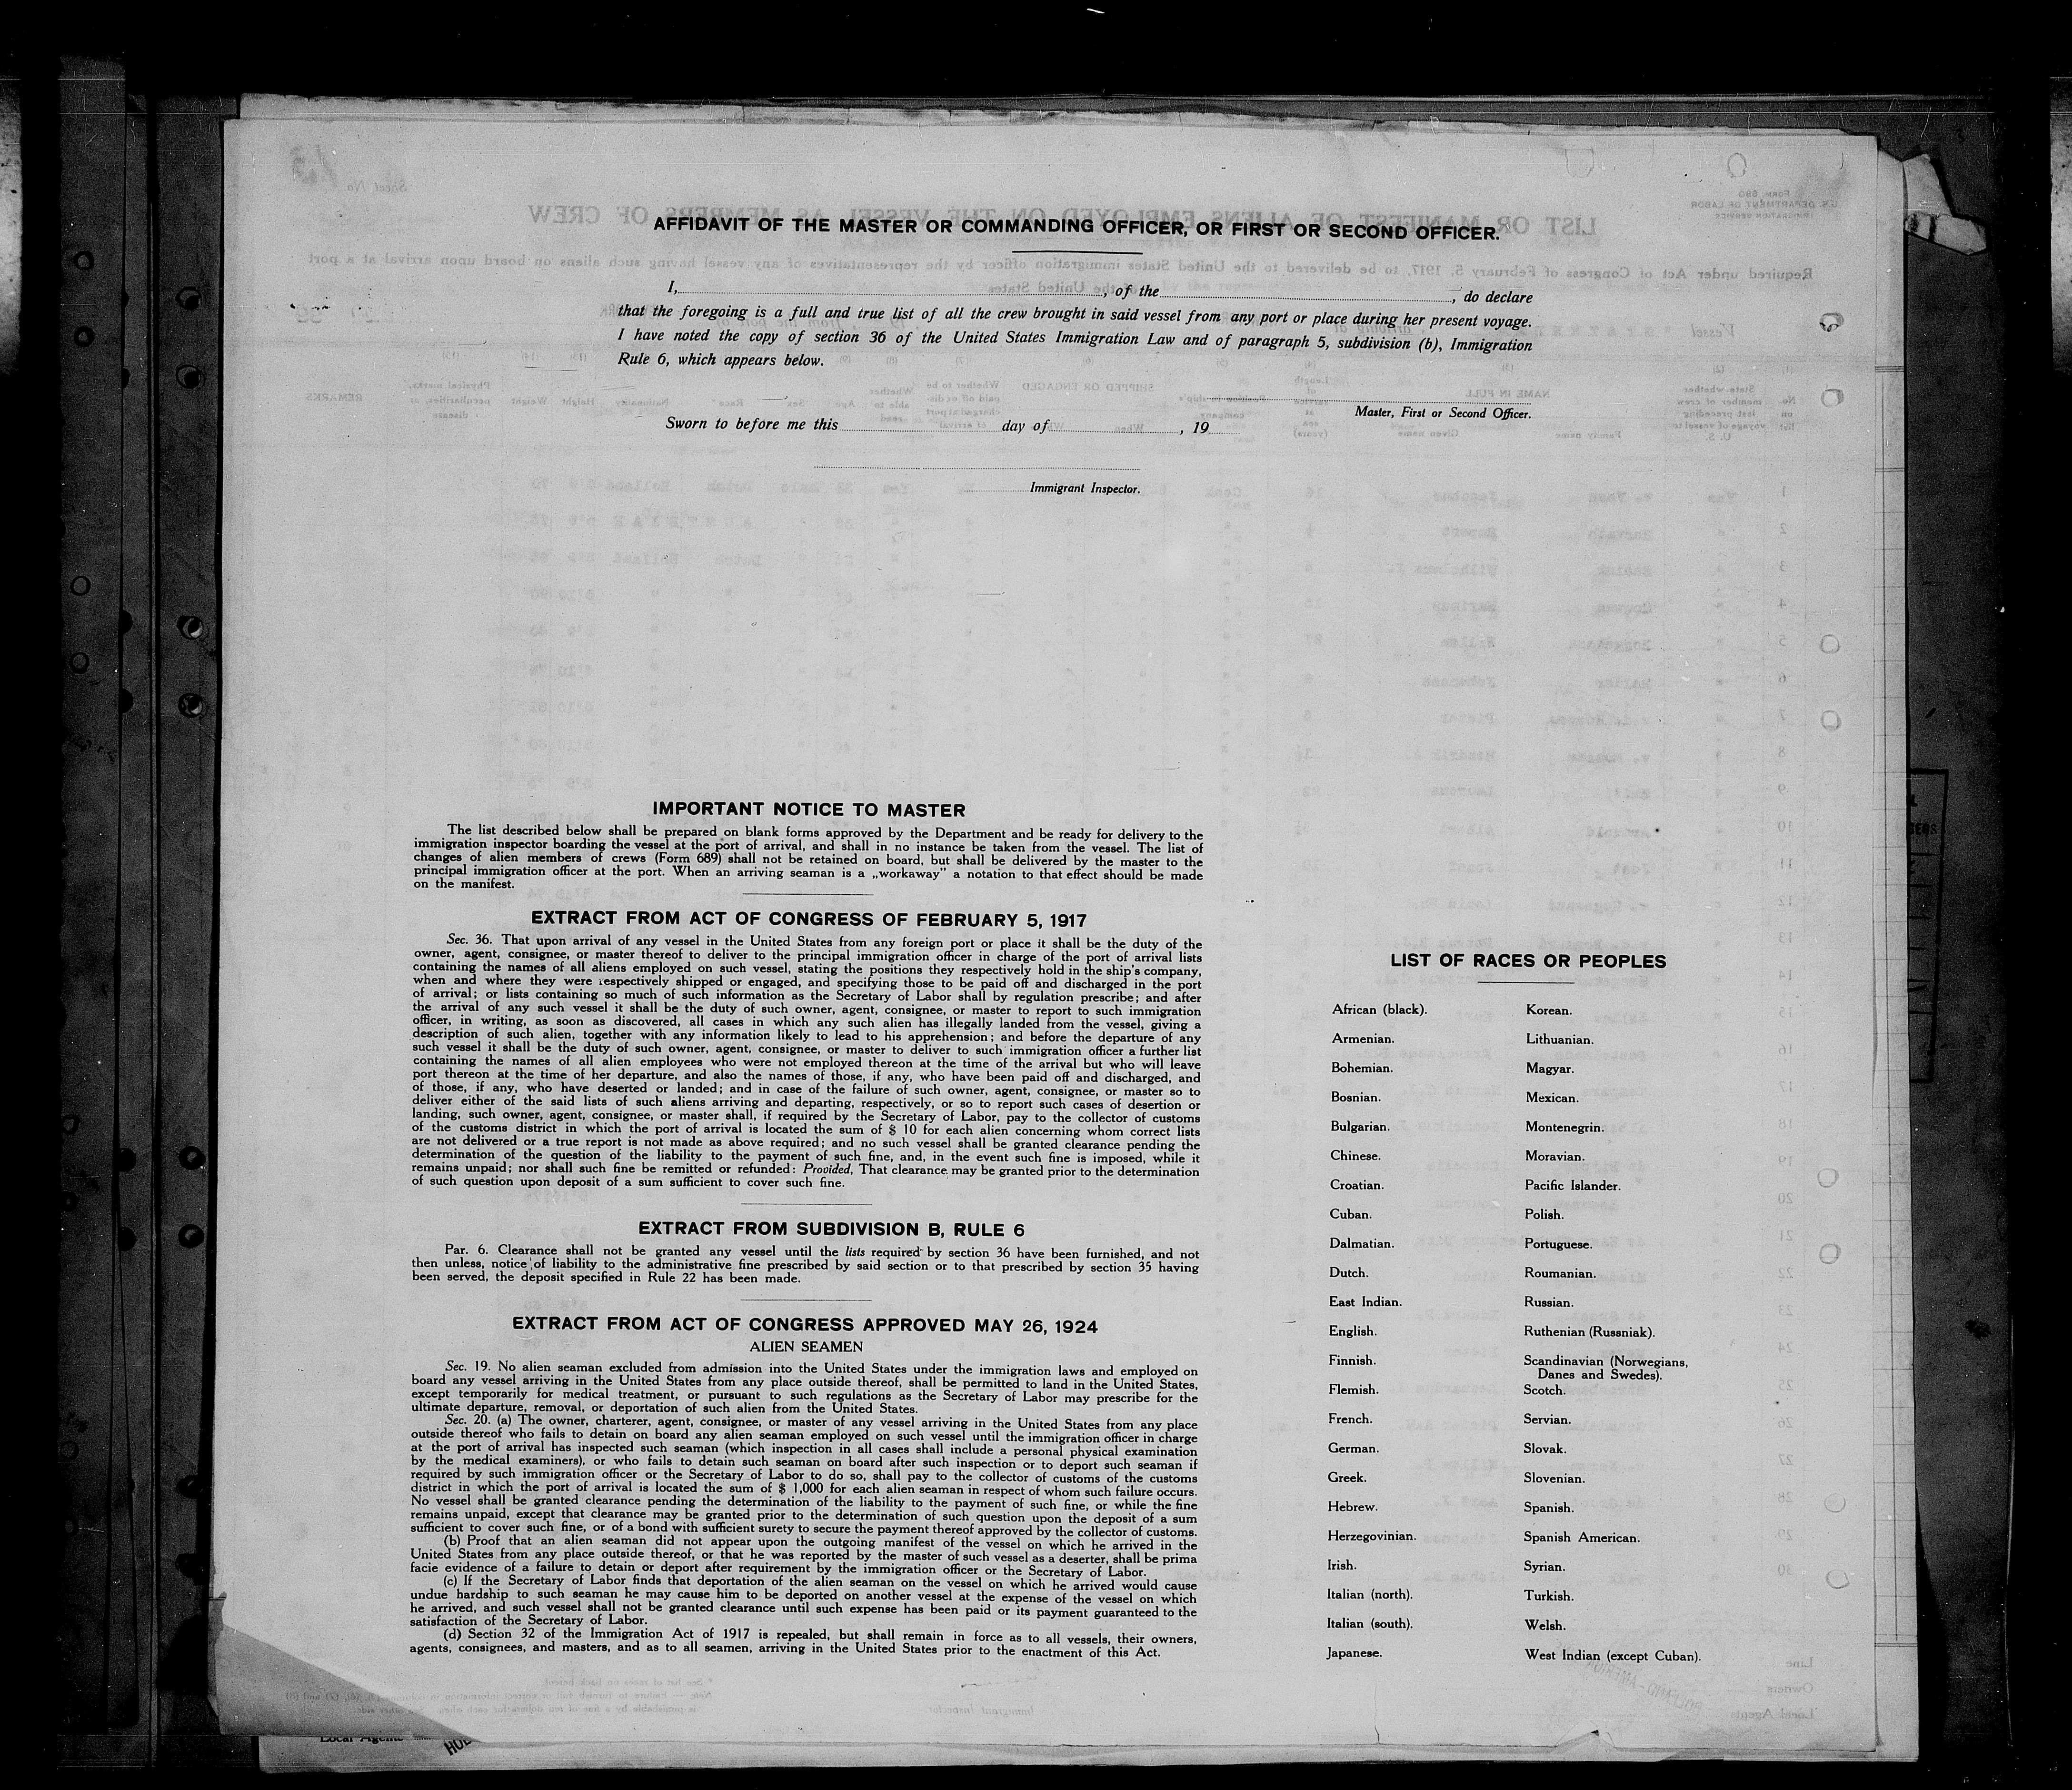 AFFIDAVIT OF THE MASTER OR COMMANDING OFFICER, OR FIRST OR SECOND OFFICER.
I, , of the , do declare
that the foregoing is a full and true list of all the crew brought in said vessel from any port or place during her present voyage.
I have noted the copy of section 36 of the United States Immigration Law and of paragraph 5, subdivision (b), Immigration
Rule 6, which appears below.
Master, First or Second Officer.
Sworn to before me this day of , 19
Immigrant Inspector.
IMPORTANT NOTICE TO MASTER
The list described below shall be prepared on blank forms approved by the Department and be ready for delivery to the
immigration inspector boarding the vessel at the port of arrival, and shall in no instance be taken from the vessel. The list of
changes of alien members of crews (Form 689) shall not be retained on board, but shall be delivered by the master to the
principal immigration officer at the port. When an arriving seaman is a „workaway” a notation to that effect should be made
on the manifest.
EXTRACT FROM ACT OF CONGRESS OF FEBRUARY 5, 1917
Sec. 36. That upon arrival of any vessel in the United States from any foreign port or place it shall be the duty of the
owner, agent, consignee, or master thereof to deliver to the principal immigration officer in charge of the port of arrival lists
containing the names of all aliens employed on such vessel, stating the positions they respectively hold in the ship's company,
when and where they were respectively shipped or engaged, and specifying those to be paid off and discharged in the port
of arrival; or lists containing so much of such information as the Secretary of Labor shall by regulation prescribe; and after
the arrival of any such vessel it shall be the duty of such owner, agent, consignee, or master to report to such immigration
officer, in writing, as soon as discovered, all cases in which any such alien has illegally landed from the vessel, giving a
description of such alien, together with any information likely to lead to his apprehension; and before the departure of any
such vessel it shall be the duty of such owner, agent, consignee, or master to deliver to such immigration officer a further list
containing the names of all alien employees who were not employed thereon at the time of the arrival but who will leave
port thereon at the time of her departure, and also the names of those, if any, who have been paid off and discharged, and
of those, if any, who have deserted or landed; and in case of the failure of such owner, agent, consignee, or master so to
deliver either of the said lists of such aliens arriving and departing, respectively, or so to report such cases of desertion or
landing, such owner, agent, consignee, or master shall, if required by the Secretary of Labor, pay to the collector of customs
of the customs district in which the port of arrival is located the sum of $ 10 for each alien concerning whom correct lists
are not delivered or a true report is not made as above required; and no such vessel shall be granted clearance pending the
determination of the question of the liability to the payment of such fine, and, in the event such fine is imposed, while it
remains unpaid; nor shall such fine be remitted or refunded: Provided, That clearance may be granted prior to the determination
of such question upon deposit of a sum sufficient to cover such fine.
EXTRACT FROM SUBDIVISION B, RULE 6
Par. 6. Clearance shall not be granted any vessel until the lists required by section 36 have been furnished, and not
then unless, notice of liability to the administrative fine prescribed by said section or to that prescribed by section 35 having
been served, the deposit specified in Rule 22 has been made.
EXTRACT FROM ACT OF CONGRESS APPROVED MAY 26, 1924
ALIEN SEAMEN
Sec. 19. No alien seaman excluded from admission into the United States under the immigration laws and employed on
board any vessel arriving in the United States from any place outside thereof, shall be permitted to land in the United States,
except temporarily for medical treatment, or pursuant to such regulations as the Secretary of Labor may prescribe for the
ultimate departure, removal, or deportation of such alien from the United States.
Sec. 20. (a) The owner, charterer, agent, consignee, or master of any vessel arriving in the United States from any place
outside thereof who fails to detain on board any alien seaman employed on such vessel until the immigration officer in charge
at the port of arrival has inspected such seaman (which inspection in all cases shall include a personal physical examination
by the medical examiners), or who fails to detain such seaman on board after such inspection or to deport such seaman if
required by such immigration officer or the Secretary of Labor to do so, shall pay to the collector of customs of the customs
district in which the port of arrival is located the sum of $ 1,000 for each alien seaman in respect of whom such failure occurs.
No vessel shall be granted clearance pending the determination of the liability to the payment of such fine, or while the fine
remains unpaid, except that clearance may be granted prior to the determination of such question upon the deposit of a sum
sufficient to cover such fine, or of a bond with sufficient surety to secure the payment thereof approved by the collector of customs.
(b) Proof that an alien seaman did not appear upon the outgoing manifest of the vessel on which he arrived in the
United States from any place outside thereof, or that he was reported by the master of such vessel as a deserter, shall be prima
facie evidence of a failure to detain or deport after requirement by the immigration officer or the Secretary of Labor.
(c) If the Secretary of Labor finds that deportation of the alien seaman on the vessel on which he arrived would cause
undue hardship to such seaman he may cause him to be deported on another vessel at the expense of the vessel on which
he arrived, and such vessel shall not be granted clearance until such expense has been paid or its payment guaranteed to the
satisfaction of the Secretary of Labor.
(d) Section 32 of the Immigration Act of 1917 is repealed, but shall remain in force as to all vessels, their owners,
agents, consignees, and masters, and as to all seamen, arriving in the United States prior to the enactment of this Act.
LIST OF RACES OR PEOPLES
African (black).
Armenian.
Bohemian.
Bosnian.
Bulgarian.
Chinese.
Croatian.
Cuban.
Dalmatian.
Dutch.
East Indian.
English.
Finnish.
Flemish.
French.
German.
Greek.
Hebrew.
Herzegovinian.
Irish.
Italian (north).
Italian (south).
Japanese.
Korean.
Lithuanian.
Magyar.
Mexican.
Montenegrin.
Moravian.
Pacific Islander.
Polish.
Portuguese.
Roumanian.
Russian.
Ruthenian (Russniak).
Scandinavian (Norwegians,
Danes and Swedes).
Scotch.
Servian.
Slovak.
Slovenian.
Spanish.
Spanish American.
Syrian.
Turkish.
Welsh.
West Indian (except Cuban).
Local Agents